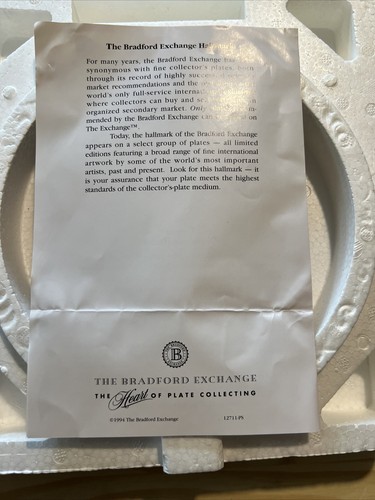 The Bradford Exchange
For many years, the Bradford Exchange has
synonymous with fine collector's plates,
through its record of highly
market recommendations and the
world's only full-service
where collectors can buy and
organized secondary market. Only
mended by the Bradford Exchange can on
The Exchange™.
Today, the hallmark of the Bradford Exchange
appears on a select group of plates — all limited
editions featuring a broad range of fine international
artwork by some of the world's most important
artists, past and present. Look for this hallmark — it
is your assurance that your plate meets the highest
standards of the collector's-plate medium.
B
THE BRADFORD EXCHANGE
THE Heart OF PLATE COLLECTING
©1994 The Bradford Exchange 12711-PS